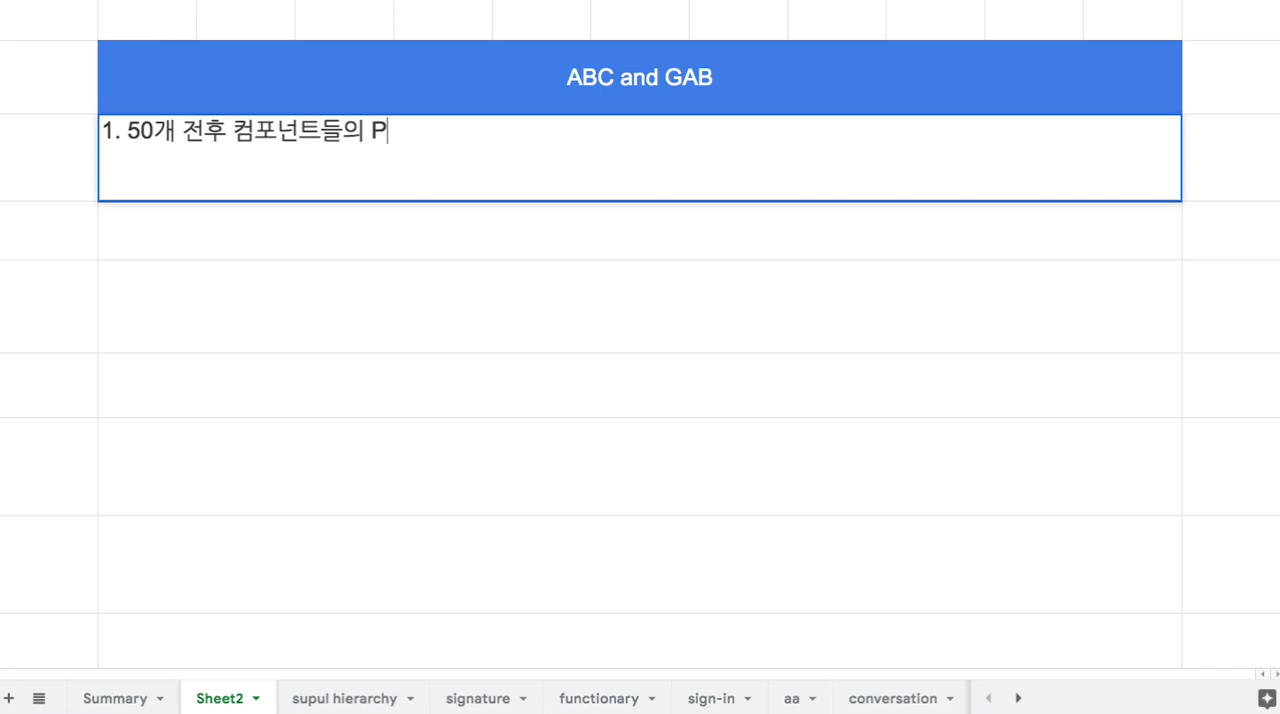 ABC and GAB
1. 50개 전후 컴포넌트들의 P
+ Summary Sheet2 supul hierarchy signature functionary sign-in aa conversation